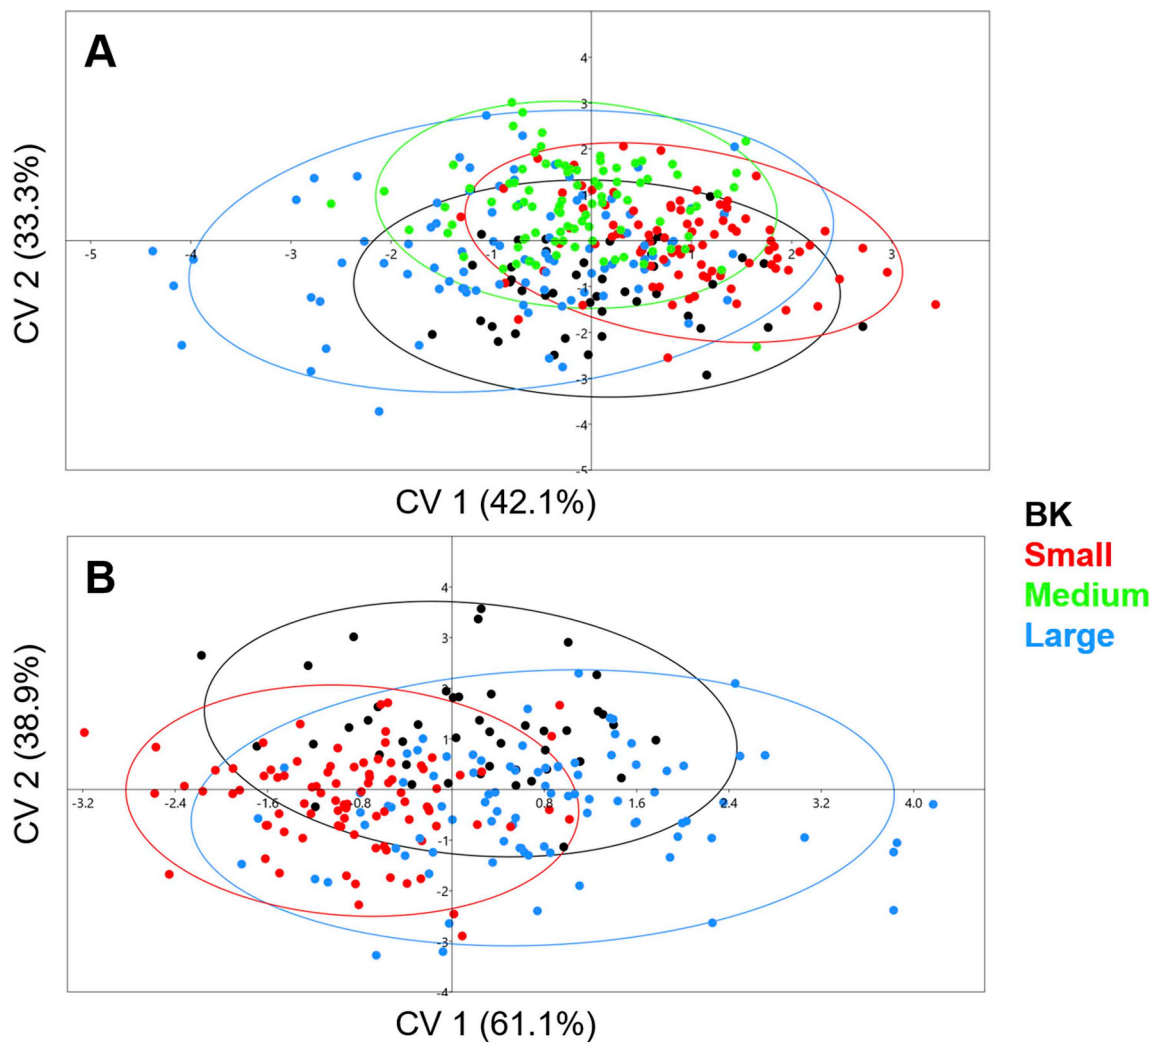 A
4
3
2
1
-5 -4 -3 -2 -1 1 2 3
-1
-2
-3
-4
-5
CV 2 (33.3%)
CV 1 (42.1%)
BK
Small
Medium
Large
B
4
3
2
1
-3.2 -2.4 -1.6 -0.8 0.8 1.6 2.4 3.2 4.0
-1
-2
-3
-4
CV 2 (38.9%)
CV 1 (61.1%)